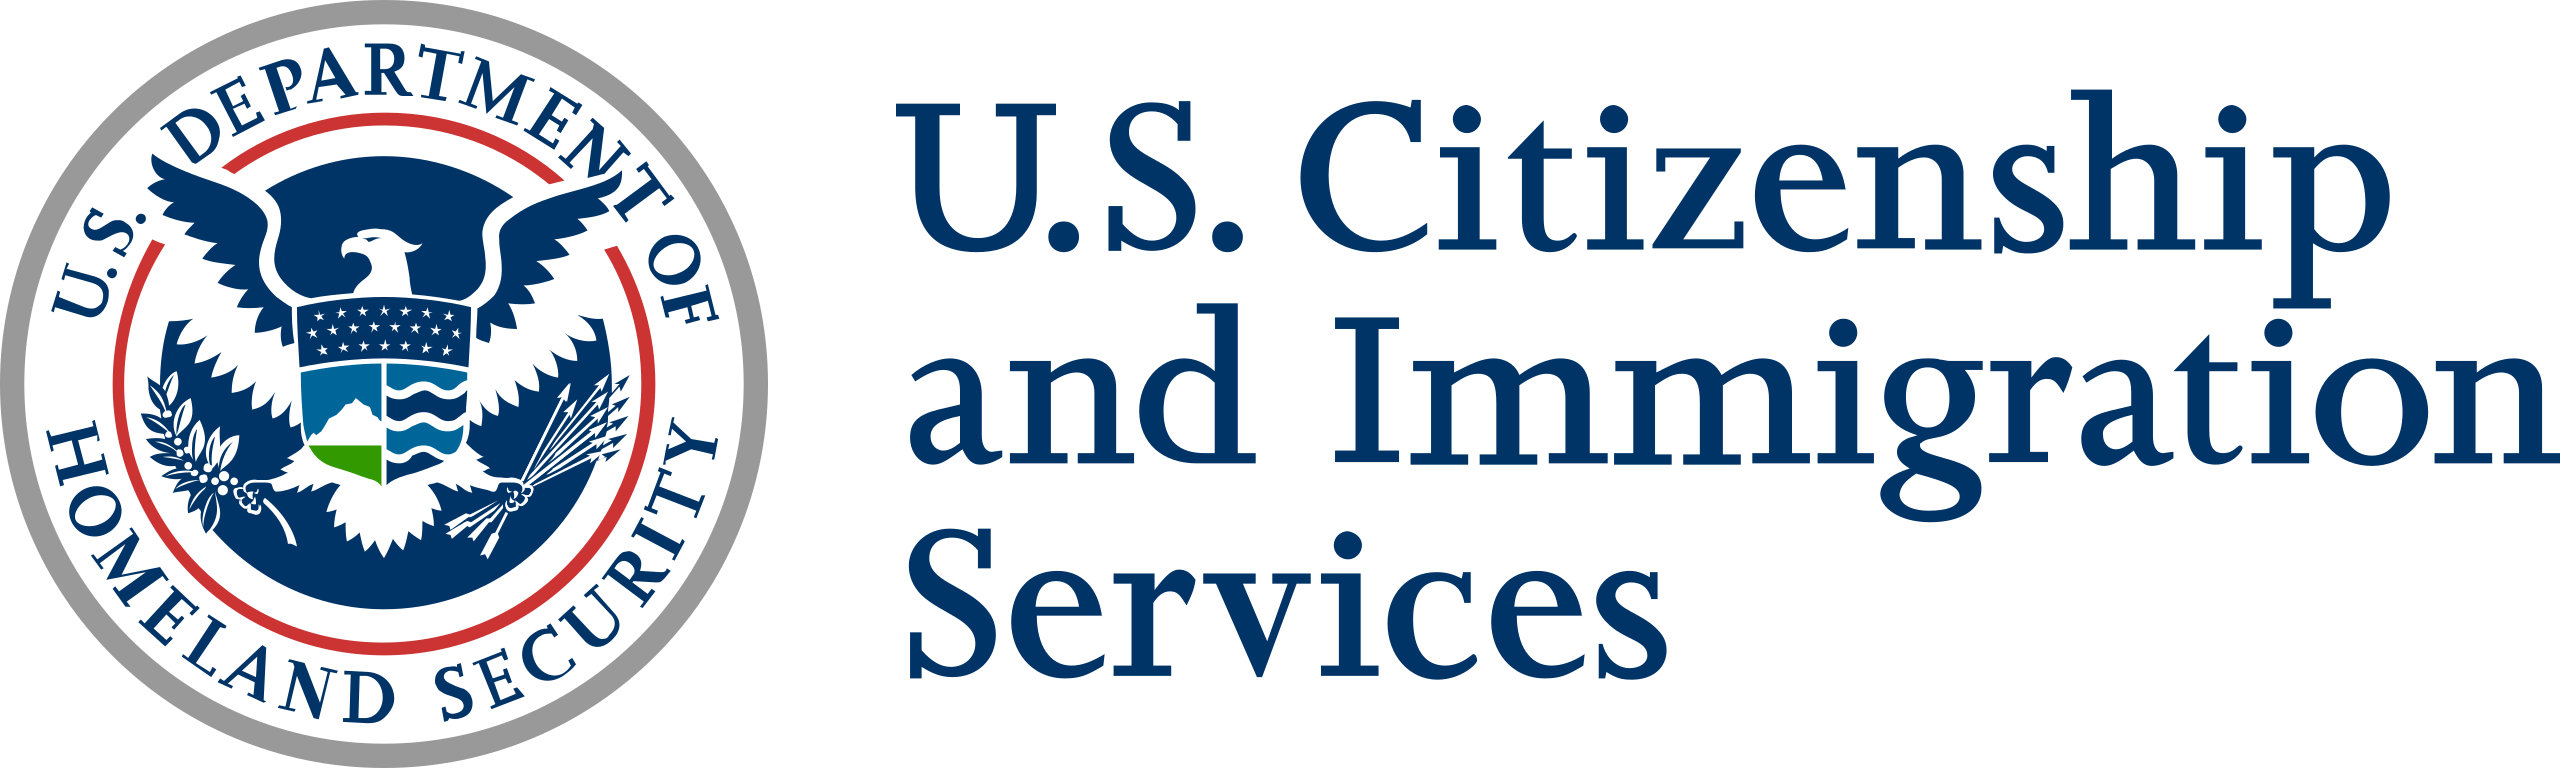 U.S. DEPARTMENT OF
HOMELAND SECURITY
U.S. Citizenship
and Immigration
Services